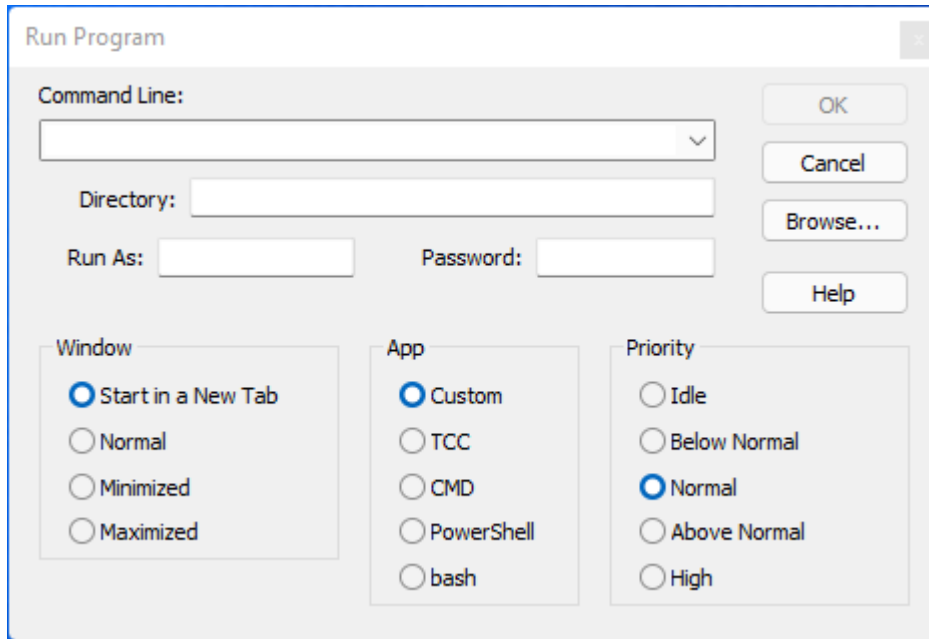 Run Program
x
Command Line:
OK
Cancel
Directory:
Browse...
Run As:
Password:
Help
Window
Start in a New Tab
Normal
Minimized
Maximized
App
Custom
TCC
CMD
PowerShell
bash
Priority
Idle
Below Normal
Normal
Above Normal
High